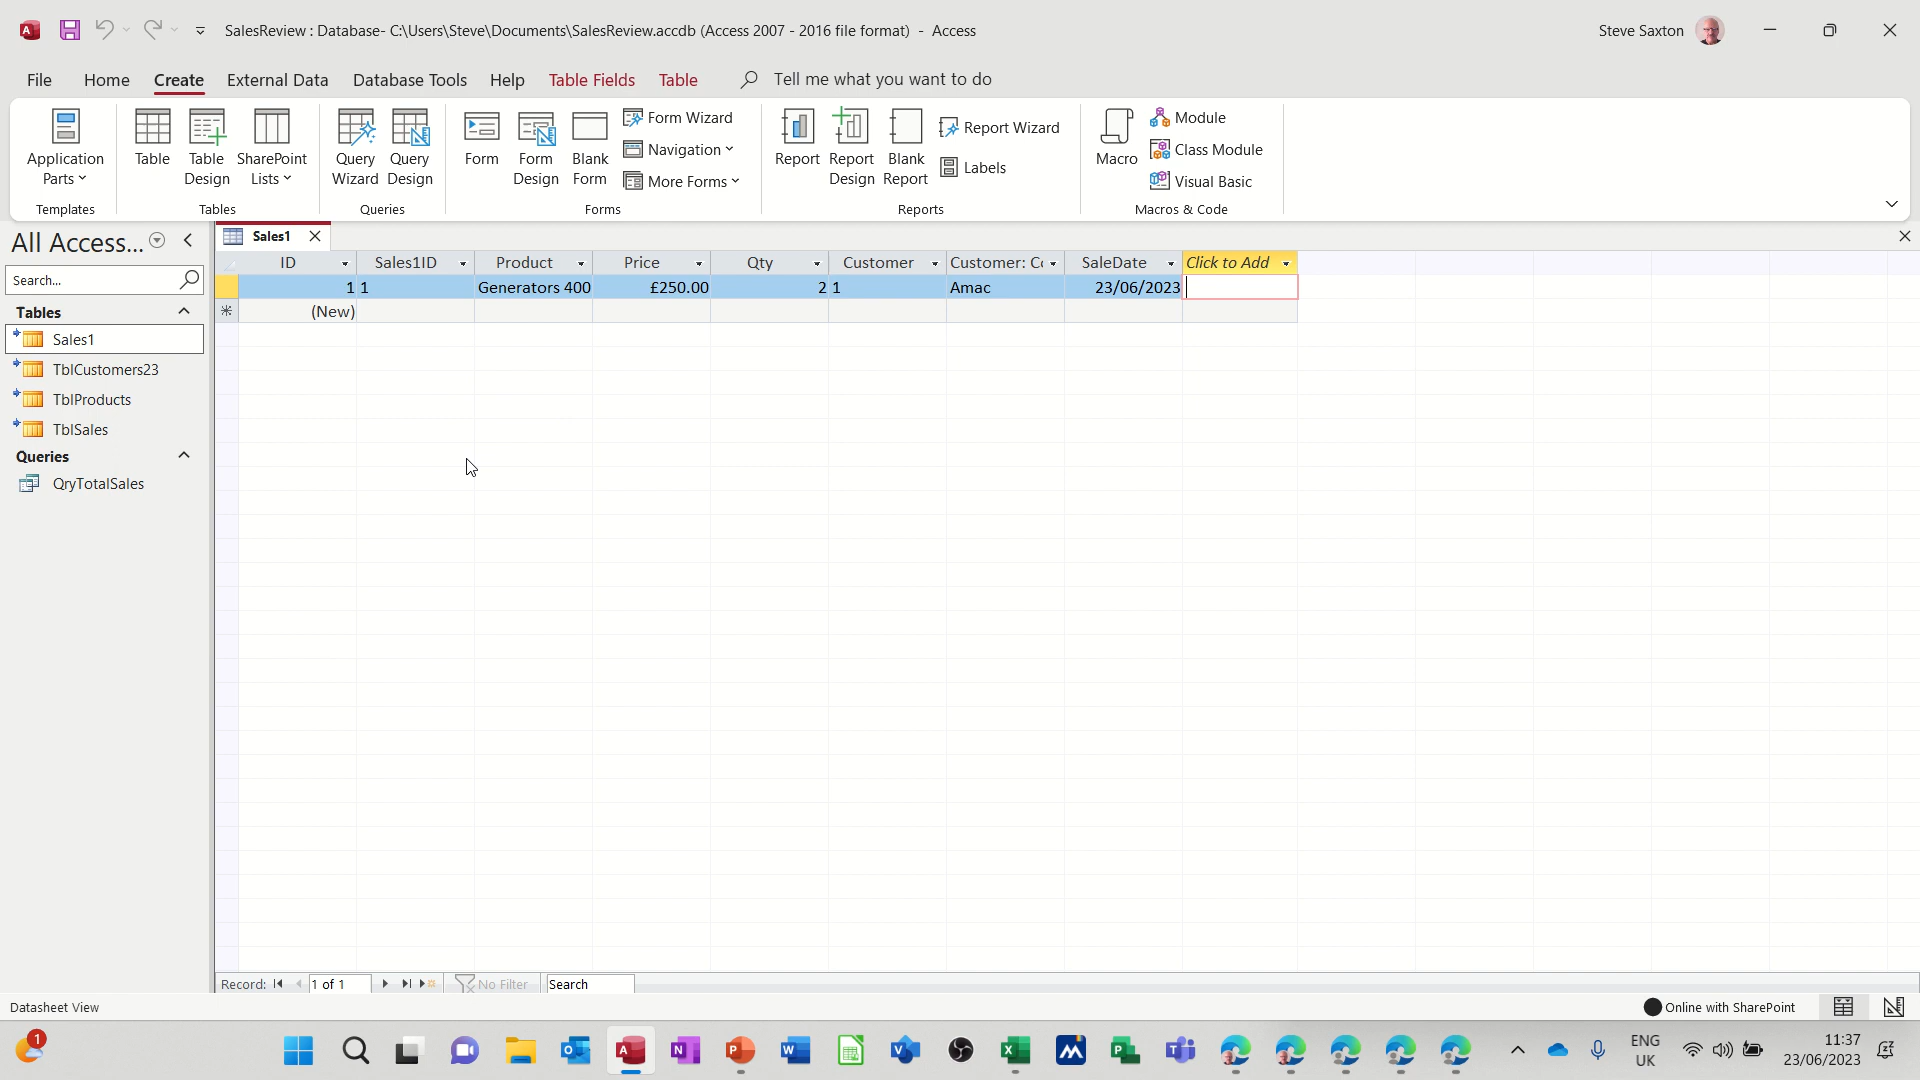 SalesReview : Database- C:\Users\Steve\Documents\SalesReview.accdb (Access 2007 - 2016 file format) - Access
Steve Saxton
File Home Create External Data Database Tools Help Table Fields Table Tell me what you want to do
Application Parts
Table
Table Design
SharePoint Lists
Query Wizard
Query Design
Form
Form Design
Blank Form
Form Wizard
Navigation
More Forms
Report
Report Design
Blank Report
Report Wizard
Labels
Macro
Module
Class Module
Visual Basic
Templates Tables Queries Forms Reports Macros & Code
All Access...
Search...
Tables
Sales1
TblCustomers23
TblProducts
TblSales
Queries
QryTotalSales
Sales1
ID Sales1ID Product Price Qty Customer Customer: Co SaleDate Click to Add
1 1 Generators 400 £250.00 2 1 Amac 23/06/2023
(New)
Record: 1 of 1 No Filter Search
Datasheet View
Online with SharePoint
1
ENG
UK
11:37
23/06/2023